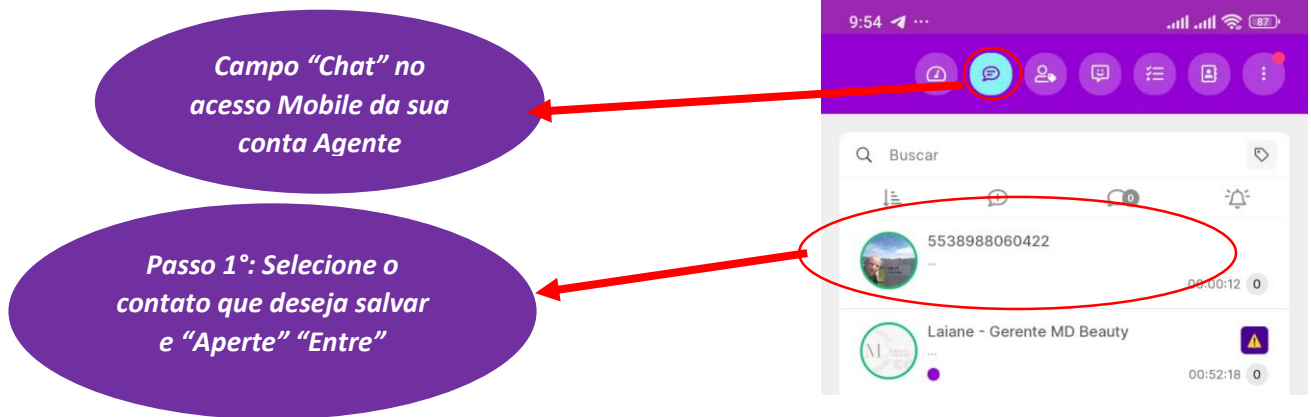 Campo “Chat” no
acesso Mobile da sua
conta Agente
Passo 1°: Selecione o
contato que deseja salvar
e “Aperte” “Entre”
9:54 ···
87
Buscar
0
5538988060422
...
00:00:12 0
Laiane - Gerente MD Beauty
...
00:52:18 0